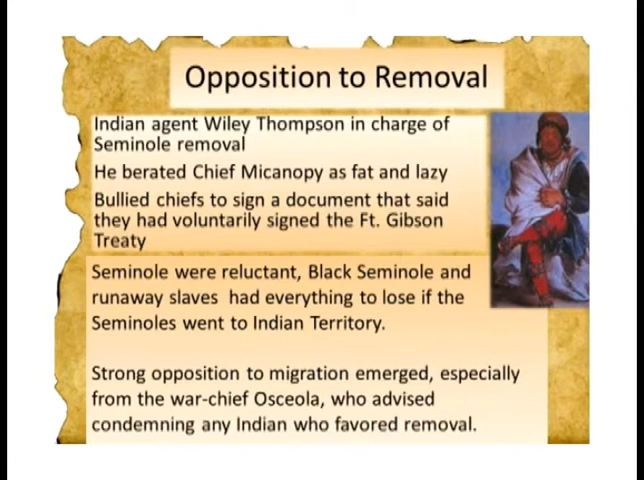 Opposition to Removal
Indian agent Wiley Thompson in charge of
Seminole removal
He berated Chief Micanopy as fat and lazy
Bullied chiefs to sign a document that said
they had voluntarily signed the Ft. Gibson
Treaty
Seminole were reluctant, Black Seminole and
runaway slaves had everything to lose if the
Seminoles went to Indian Territory.
Strong opposition to migration emerged, especially
from the war-chief Osceola, who advised
condemning any Indian who favored removal.